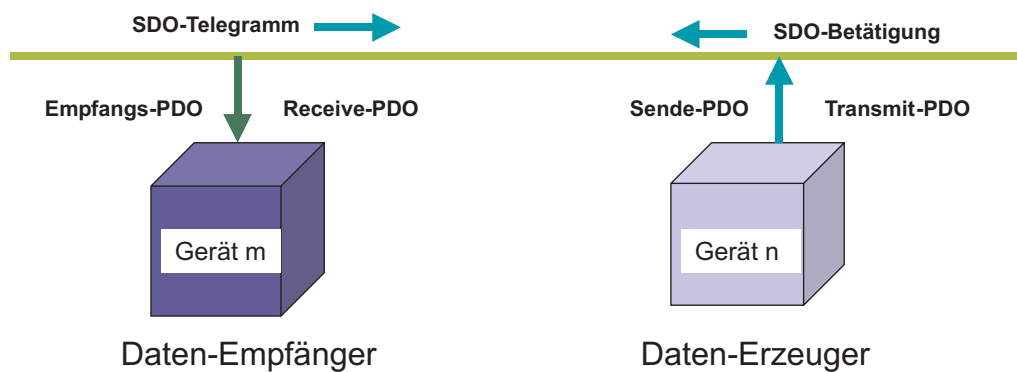 SDO-Telegramm
SDO-Betätigung
Empfangs-PDO
Receive-PDO
Sende-PDO
Transmit-PDO
Gerät m
Gerät n
Daten-Empfänger
Daten-Erzeuger